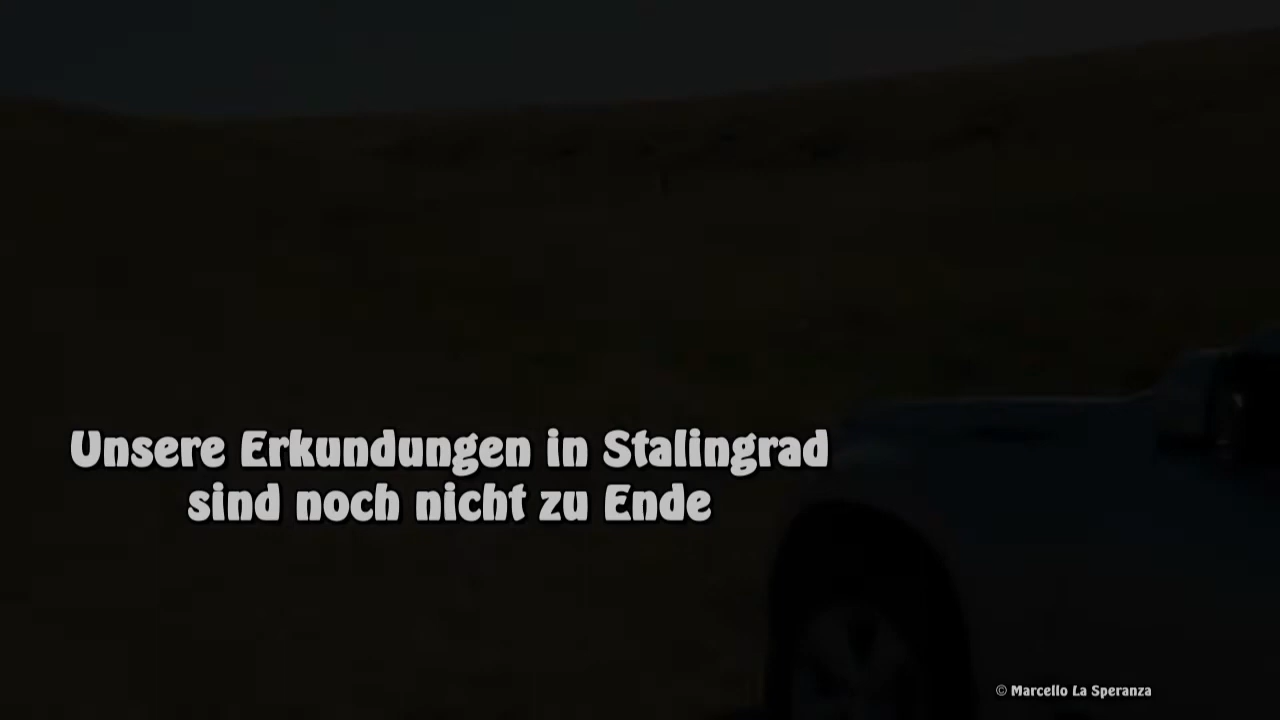 Unsere Erkundungen in Stalingrad
sind noch nicht zu Ende
© Marcello La Speranza